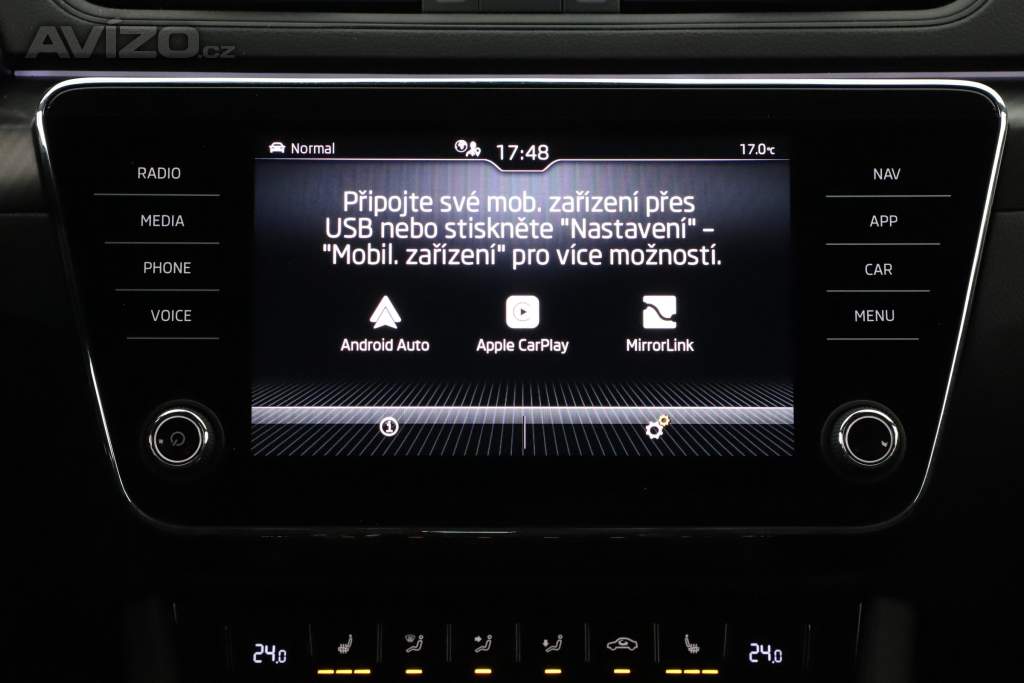 AVÍZO.cz
Normal
17:48
17.0°C
RADIO
MEDIA
PHONE
VOICE
Připojte své mob. zařízení přes
USB nebo stiskněte "Nastavení" –
"Mobil. zařízení" pro více možností.
Android Auto
Apple CarPlay
MirrorLink
NAV
APP
CAR
MENU
24.0
24.0